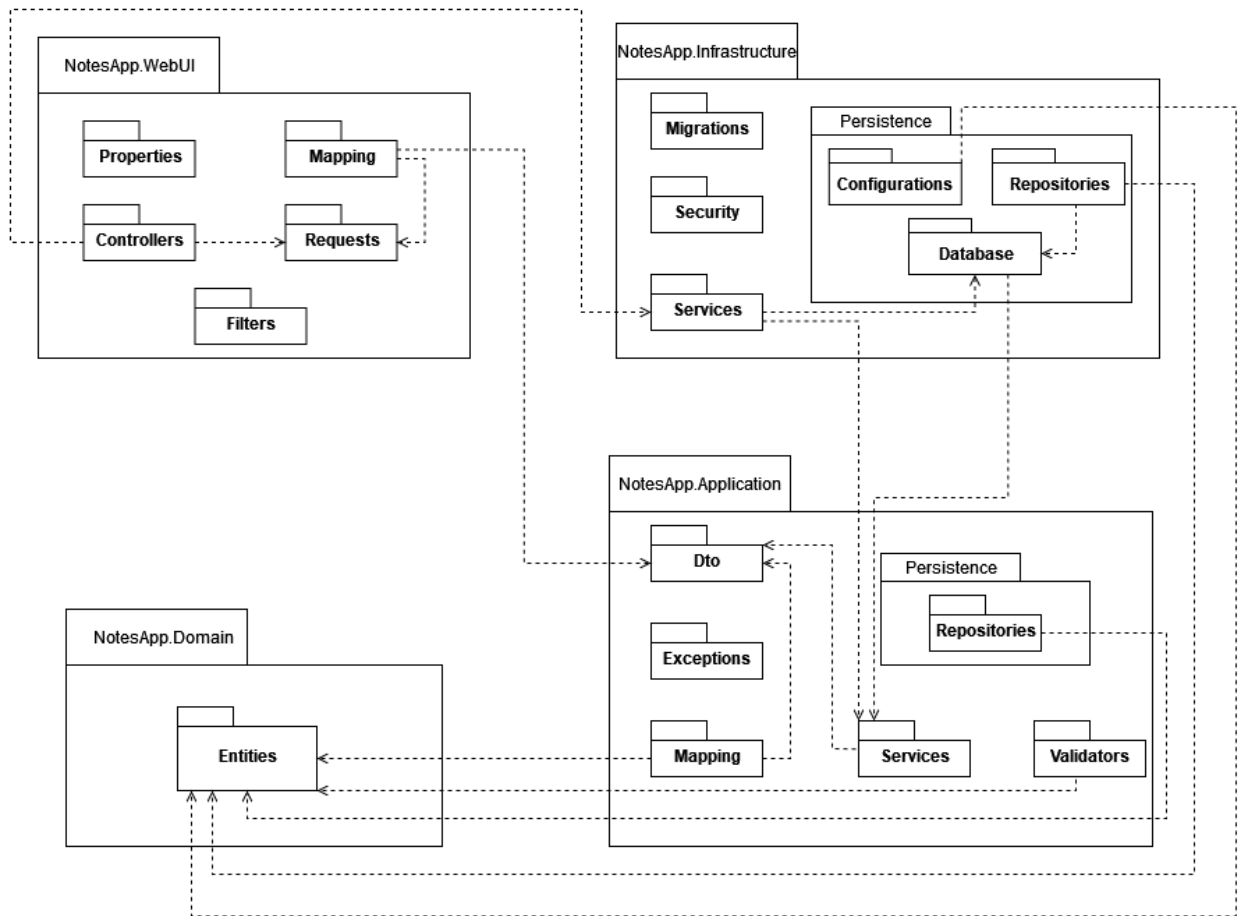 NotesApp.WebUI
Properties
Mapping
Controllers
Requests
Filters
NotesApp.Infrastructure
Migrations
Security
Services
Persistence
Configurations
Repositories
Database
NotesApp.Domain
Entities
NotesApp.Application
Dto
Exceptions
Mapping
Persistence
Repositories
Services
Validators